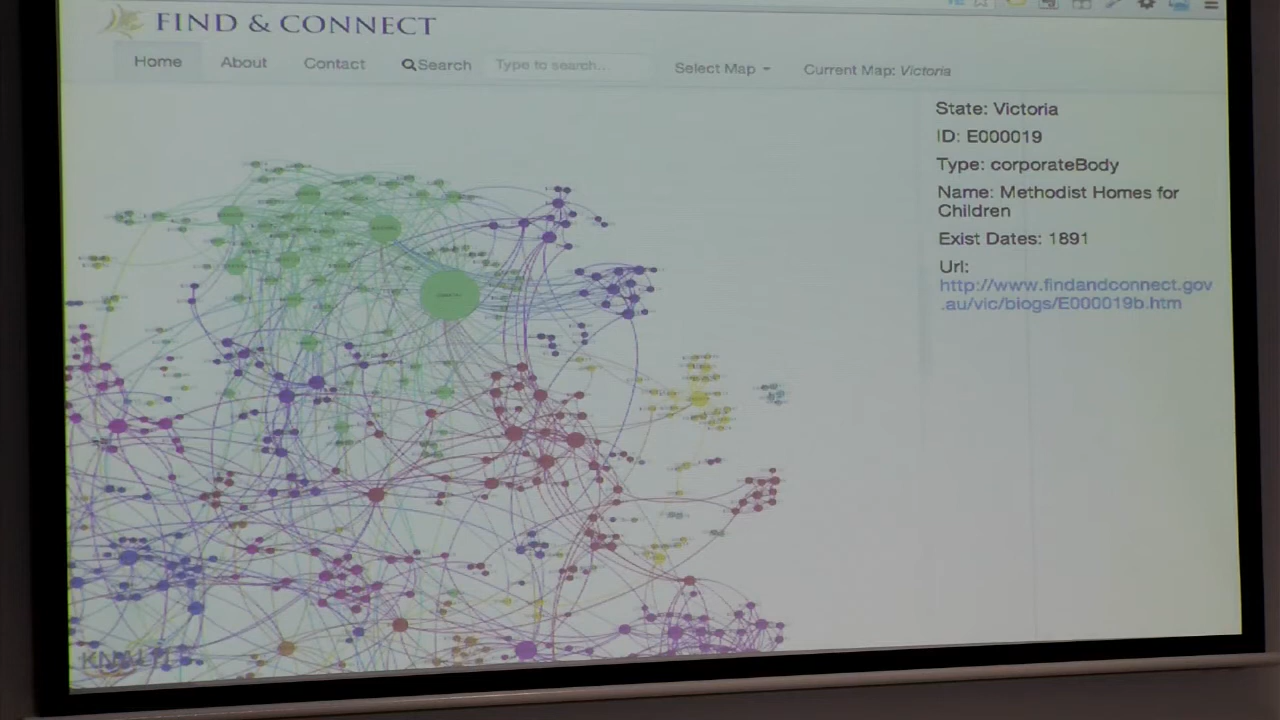 FIND & CONNECT
Home About Contact Search Type to search... Select Map Current Map: Victoria
State: Victoria
ID: E000019
Type: corporateBody
Name: Methodist Homes for
Children
Exist Dates: 1891
Url:
http://www.findandconnect.gov
.au/vic/biogs/E000019b.htm